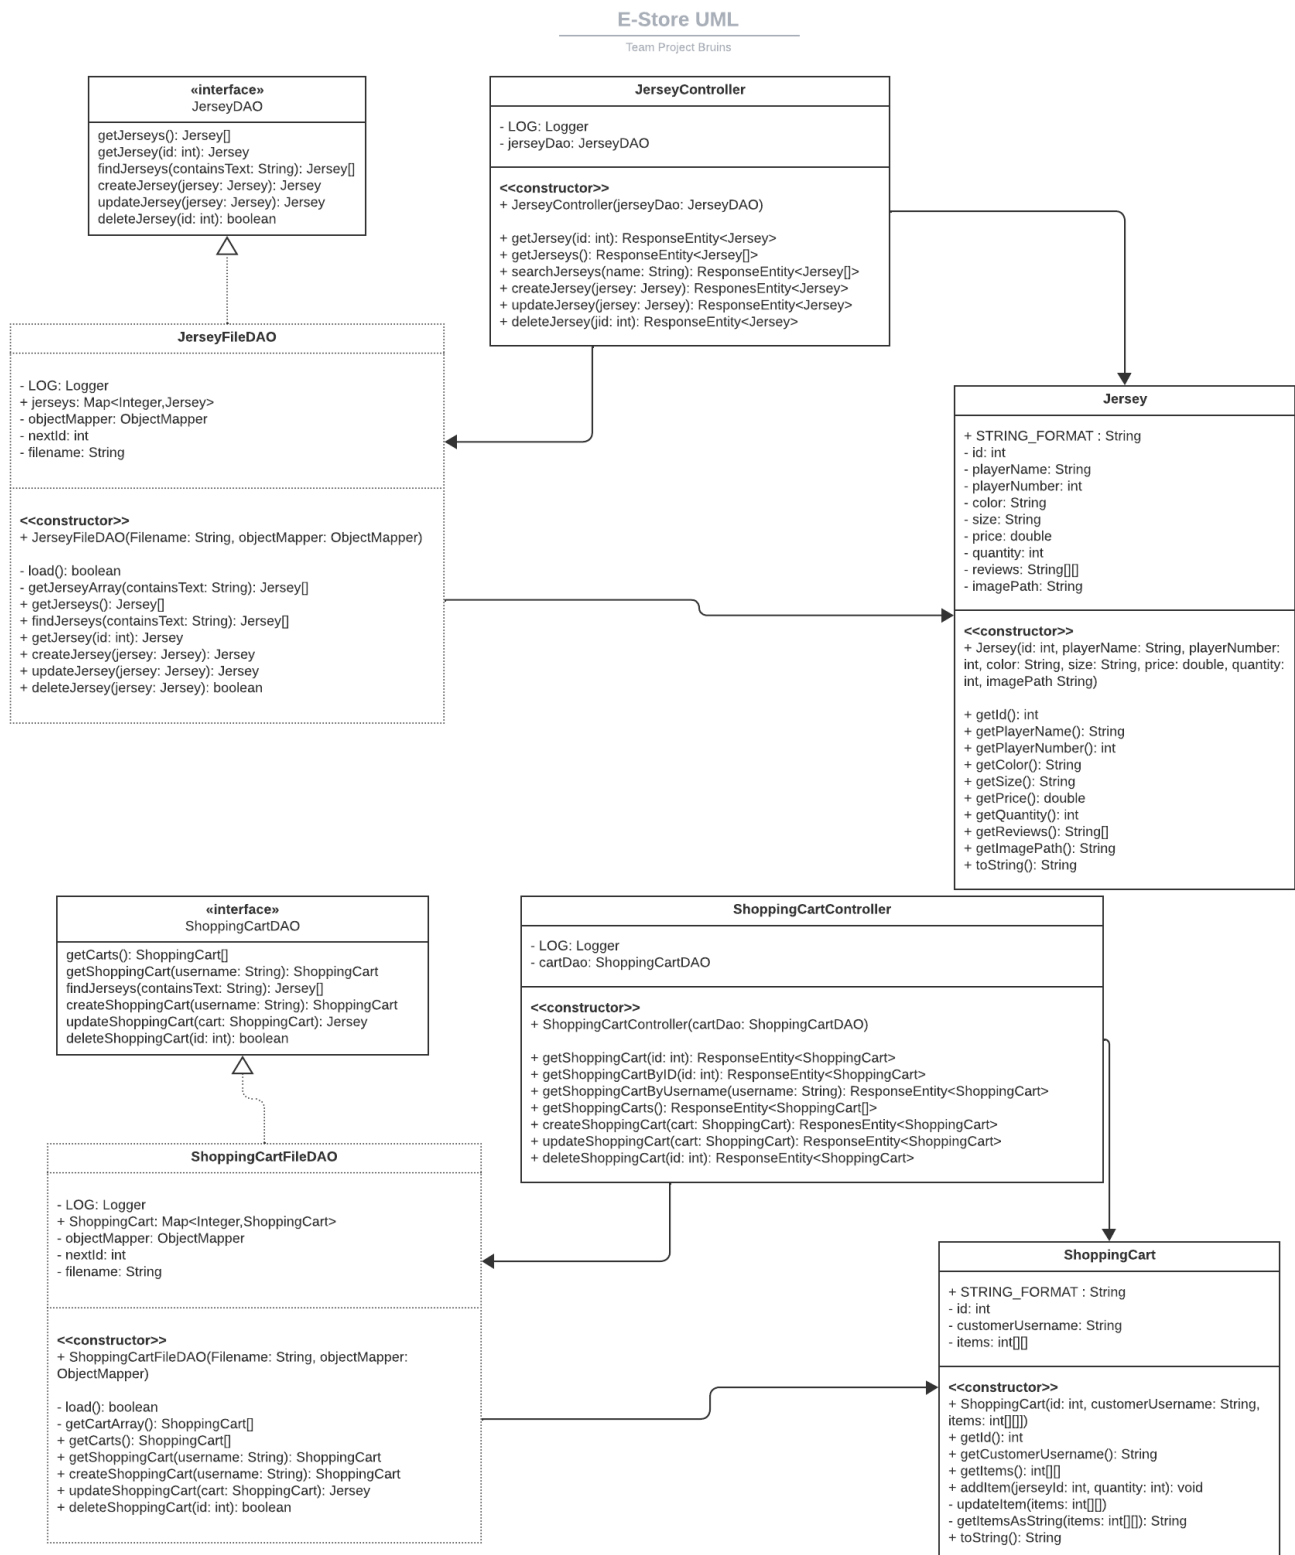 E-Store UML
Team Project Bruins
«interface»
JerseyDAO
getJerseys(): Jersey[]
getJersey(id: int): Jersey
findJerseys(containsText: String): Jersey[]
createJersey(jersey: Jersey): Jersey
updateJersey(jersey: Jersey): Jersey
deleteJersey(id: int): boolean
JerseyController
- LOG: Logger
- jerseyDao: JerseyDAO
<<constructor>>
+ JerseyController(jerseyDao: JerseyDAO)
+ getJersey(id: int): ResponseEntity<Jersey>
+ getJerseys(): ResponseEntity<Jersey[]>
+ searchJerseys(name: String): ResponseEntity<Jersey[]>
+ createJersey(jersey: Jersey): ResponesEntity<Jersey>
+ updateJersey(jersey: Jersey): ResponseEntity<Jersey>
+ deleteJersey(jid: int): ResponseEntity<Jersey>
JerseyFileDAO
- LOG: Logger
+ jerseys: Map<Integer,Jersey>
- objectMapper: ObjectMapper
- nextId: int
- filename: String
<<constructor>>
+ JerseyFileDAO(Filename: String, objectMapper: ObjectMapper)
- load(): boolean
- getJerseyArray(containsText: String): Jersey[]
+ getJerseys(): Jersey[]
+ findJerseys(containsText: String): Jersey[]
+ getJersey(id: int): Jersey
+ createJersey(jersey: Jersey): Jersey
+ updateJersey(jersey: Jersey): Jersey
+ deleteJersey(jersey: Jersey): boolean
Jersey
+ STRING_FORMAT : String
- id: int
- playerName: String
- playerNumber: int
- color: String
- size: String
- price: double
- quantity: int
- reviews: String[][]
- imagePath: String
<<constructor>>
+ Jersey(id: int, playerName: String, playerNumber:
int, color: String, size: String, price: double, quantity:
int, imagePath String)
+ getId(): int
+ getPlayerName(): String
+ getPlayerNumber(): int
+ getColor(): String
+ getSize(): String
+ getPrice(): double
+ getQuantity(): int
+ getReviews(): String[]
+ getImagePath(): String
+ toString(): String
«interface»
ShoppingCartDAO
getCarts(): ShoppingCart[]
getShoppingCart(username: String): ShoppingCart
findJerseys(containsText: String): Jersey[]
createShoppingCart(username: String): ShoppingCart
updateShoppingCart(cart: ShoppingCart): Jersey
deleteShoppingCart(id: int): boolean
ShoppingCartController
- LOG: Logger
- cartDao: ShoppingCartDAO
<<constructor>>
+ ShoppingCartController(cartDao: ShoppingCartDAO)
+ getShoppingCart(id: int): ResponseEntity<ShoppingCart>
+ getShoppingCartByID(id: int): ResponseEntity<ShoppingCart>
+ getShoppingCartByUsername(username: String): ResponseEntity<ShoppingCart>
+ getShoppingCarts(): ResponseEntity<ShoppingCart[]>
+ createShoppingCart(cart: ShoppingCart): ResponesEntity<ShoppingCart>
+ updateShoppingCart(cart: ShoppingCart): ResponseEntity<ShoppingCart>
+ deleteShoppingCart(id: int): ResponseEntity<ShoppingCart>
ShoppingCartFileDAO
- LOG: Logger
+ ShoppingCart: Map<Integer,ShoppingCart>
- objectMapper: ObjectMapper
- nextId: int
- filename: String
<<constructor>>
+ ShoppingCartFileDAO(Filename: String, objectMapper:
ObjectMapper)
- load(): boolean
- getCartArray(): ShoppingCart[]
+ getCarts(): ShoppingCart[]
+ getShoppingCart(username: String): ShoppingCart
+ createShoppingCart(username: String): ShoppingCart
+ updateShoppingCart(cart: ShoppingCart): Jersey
+ deleteShoppingCart(id: int): boolean
ShoppingCart
+ STRING_FORMAT : String
- id: int
- customerUsername: String
- items: int[][]
<<constructor>>
+ ShoppingCart(id: int, customerUsername: String,
items: int[][]])
+ getId(): int
+ getCustomerUsername(): String
+ getItems(): int[][]
+ addItem(jerseyId: int, quantity: int): void
- updateItem(items: int[][])
- getItemsAsString(items: int[][]): String
+ toString(): String